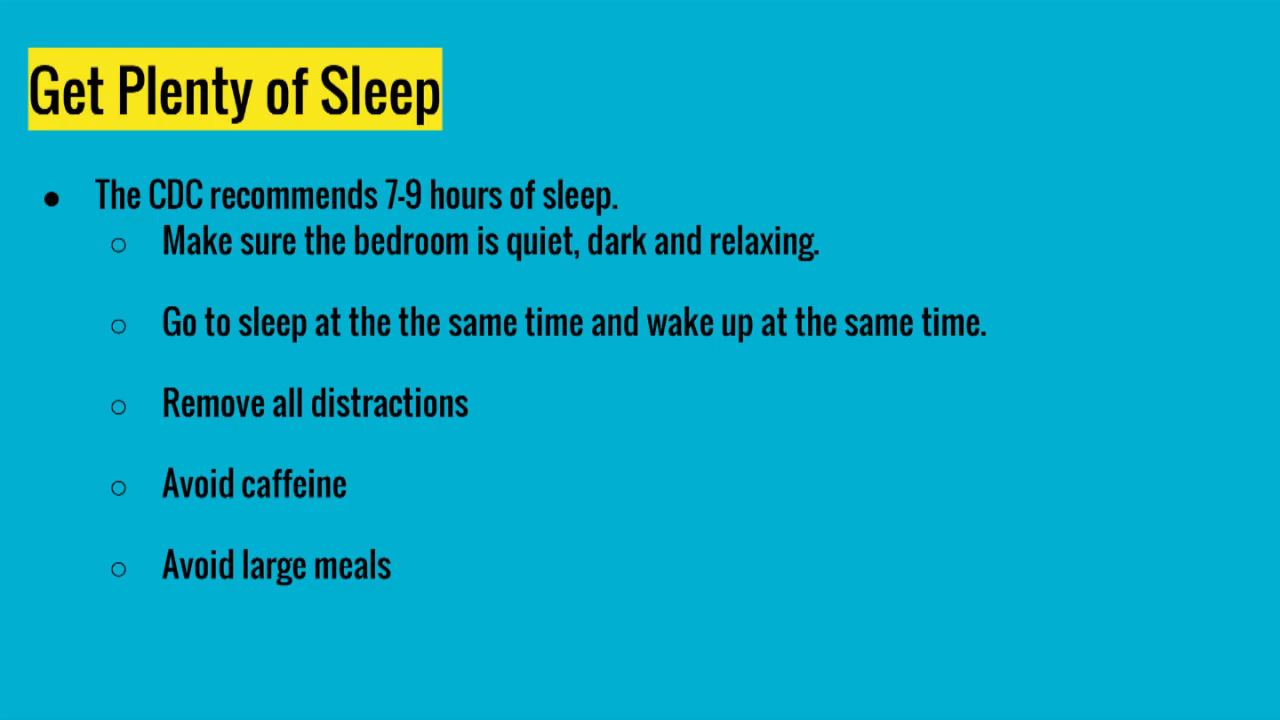 Get Plenty of Sleep
● The CDC recommends 7-9 hours of sleep.
○ Make sure the bedroom is quiet, dark and relaxing.
○ Go to sleep at the the same time and wake up at the same time.
○ Remove all distractions
○ Avoid caffeine
○ Avoid large meals